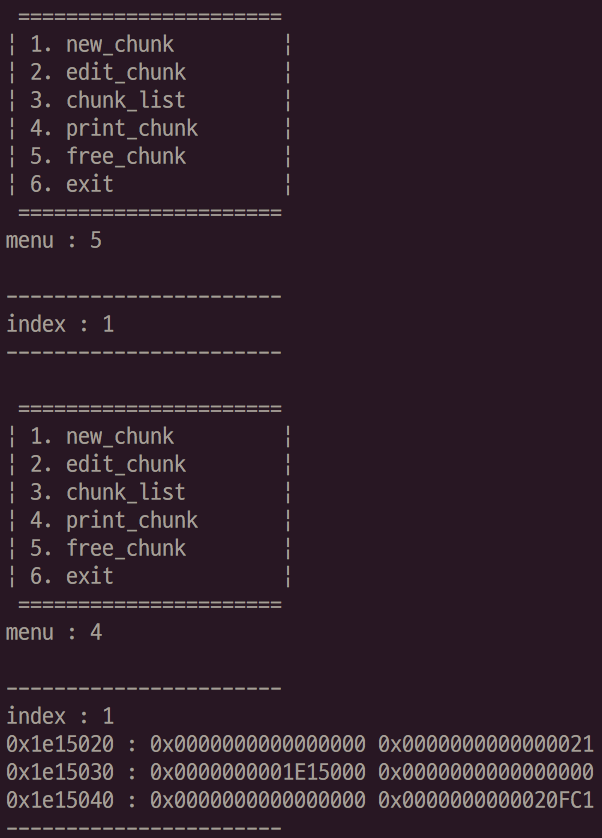 ======================
¦ 1. new_chunk         ¦
¦ 2. edit_chunk        ¦
¦ 3. chunk_list        ¦
¦ 4. print_chunk       ¦
¦ 5. free_chunk        ¦
¦ 6. exit              ¦
======================
menu : 5
-----------------------
index : 1
-----------------------
======================
¦ 1. new_chunk         ¦
¦ 2. edit_chunk        ¦
¦ 3. chunk_list        ¦
¦ 4. print_chunk       ¦
¦ 5. free_chunk        ¦
¦ 6. exit              ¦
======================
menu : 4
-----------------------
index : 1
0x1e15020 : 0x0000000000000000 0x0000000000000021
0x1e15030 : 0x0000000001E15000 0x0000000000000000
0x1e15040 : 0x0000000000000000 0x0000000000020FC1
-----------------------